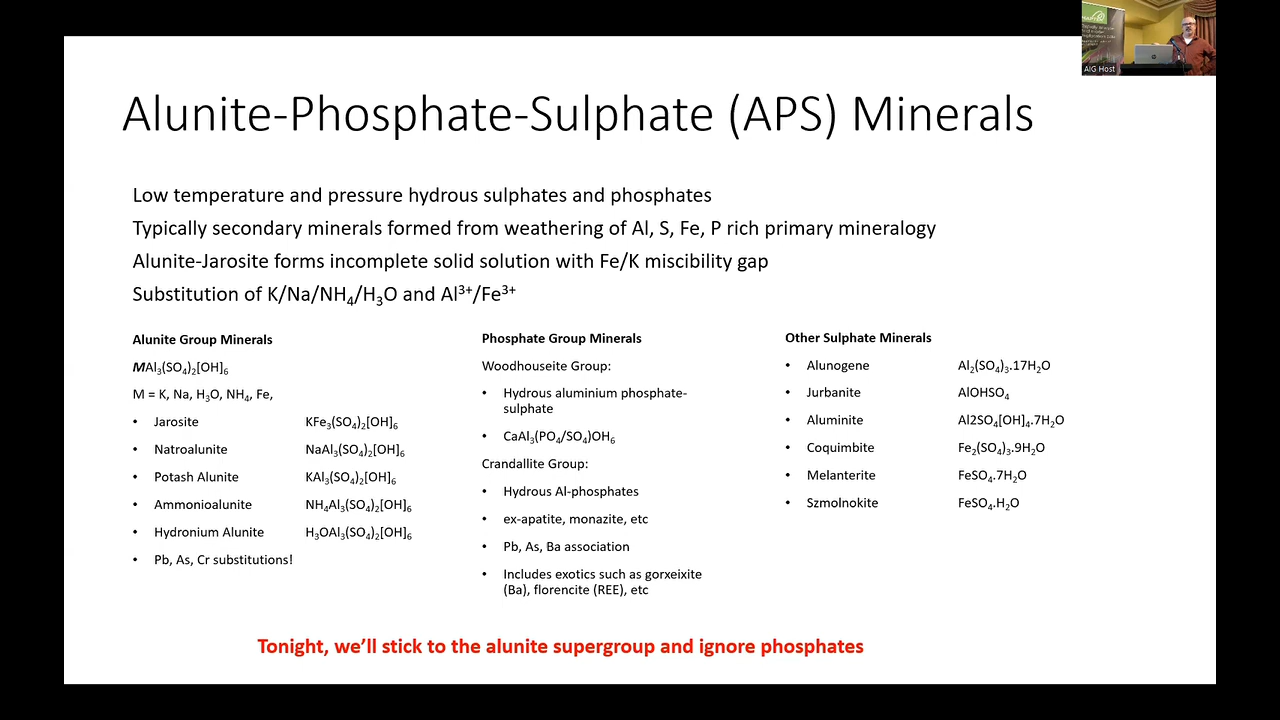 AIG Host
Alunite-Phosphate-Sulphate (APS) Minerals
Low temperature and pressure hydrous sulphates and phosphates
Typically secondary minerals formed from weathering of Al, S, Fe, P rich primary mineralogy
Alunite-Jarosite forms incomplete solid solution with Fe/K miscibility gap
Substitution of K/Na/NH₄/H₃O and Al³⁺/Fe³⁺
Alunite Group Minerals
MAl₃(SO₄)₂[OH]₆
M = K, Na, H₃O, NH₄, Fe,
• Jarosite KFe₃(SO₄)₂[OH]₆
• Natroalunite NaAl₃(SO₄)₂[OH]₆
• Potash Alunite KAl₃(SO₄)₂[OH]₆
• Ammonioalunite NH₄Al₃(SO₄)₂[OH]₆
• Hydronium Alunite H₃OAl₃(SO₄)₂[OH]₆
• Pb, As, Cr substitutions!
Phosphate Group Minerals
Woodhouseite Group:
• Hydrous aluminium phosphate-
sulphate
• CaAl₃(PO₄/SO₄)OH₆
Crandallite Group:
• Hydrous Al-phosphates
• ex-apatite, monazite, etc
• Pb, As, Ba association
• Includes exotics such as gorxeixite
(Ba), florencite (REE), etc
Other Sulphate Minerals
• Alunogene Al₂(SO₄)₃.17H₂O
• Jurbanite AlOHSO₄
• Aluminite Al2SO₄[OH]₄.7H₂O
• Coquimbite Fe₂(SO₄)₃.9H₂O
• Melanterite FeSO₄.7H₂O
• Szmolnokite FeSO₄.H₂O
Tonight, we'll stick to the alunite supergroup and ignore phosphates